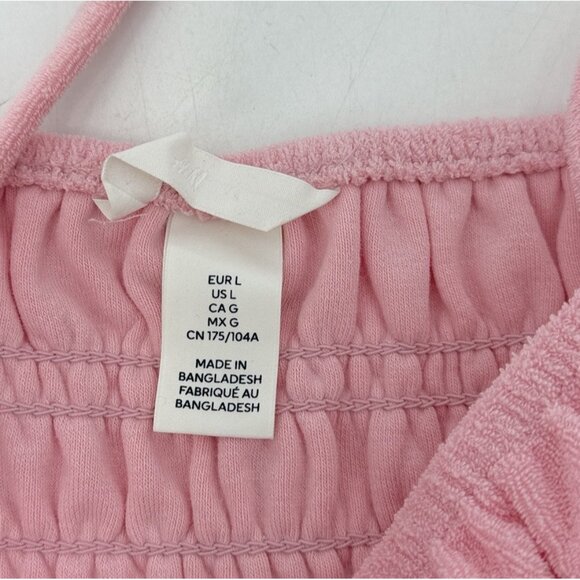 H&M
EUR L
US L
CA G
MX G
CN 175/104A
MADE IN
BANGLADESH
FABRIQUÉ AU
BANGLADESH